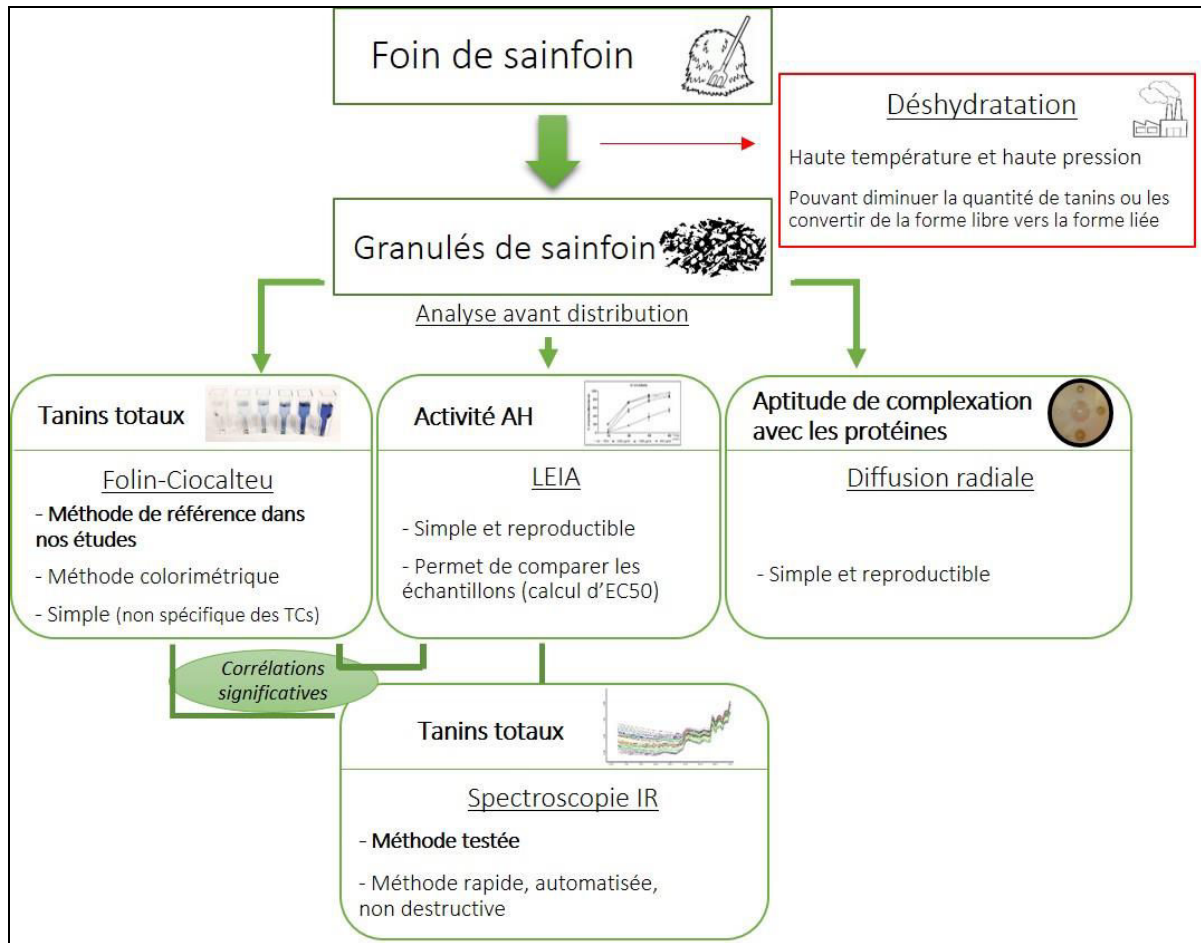 Foin de sainfoin
Déshydratation
Haute température et haute pression
Pouvant diminuer la quantité de tanins ou les
convertir de la forme libre vers la forme liée
Granulés de sainfoin
Analyse avant distribution
Tanins totaux
Folin-Ciocalteu
- Méthode de référence dans
nos études
- Méthode colorimétrique
- Simple (non spécifique des TCs)
Activité AH
LEIA
- Simple et reproductible
- Permet de comparer les
échantillons (calcul d’EC50)
Aptitude de complexation
avec les protéines
Diffusion radiale
- Simple et reproductible
Corrélations
significatives
Tanins totaux
Spectroscopie IR
- Méthode testée
- Méthode rapide, automatisée,
non destructive